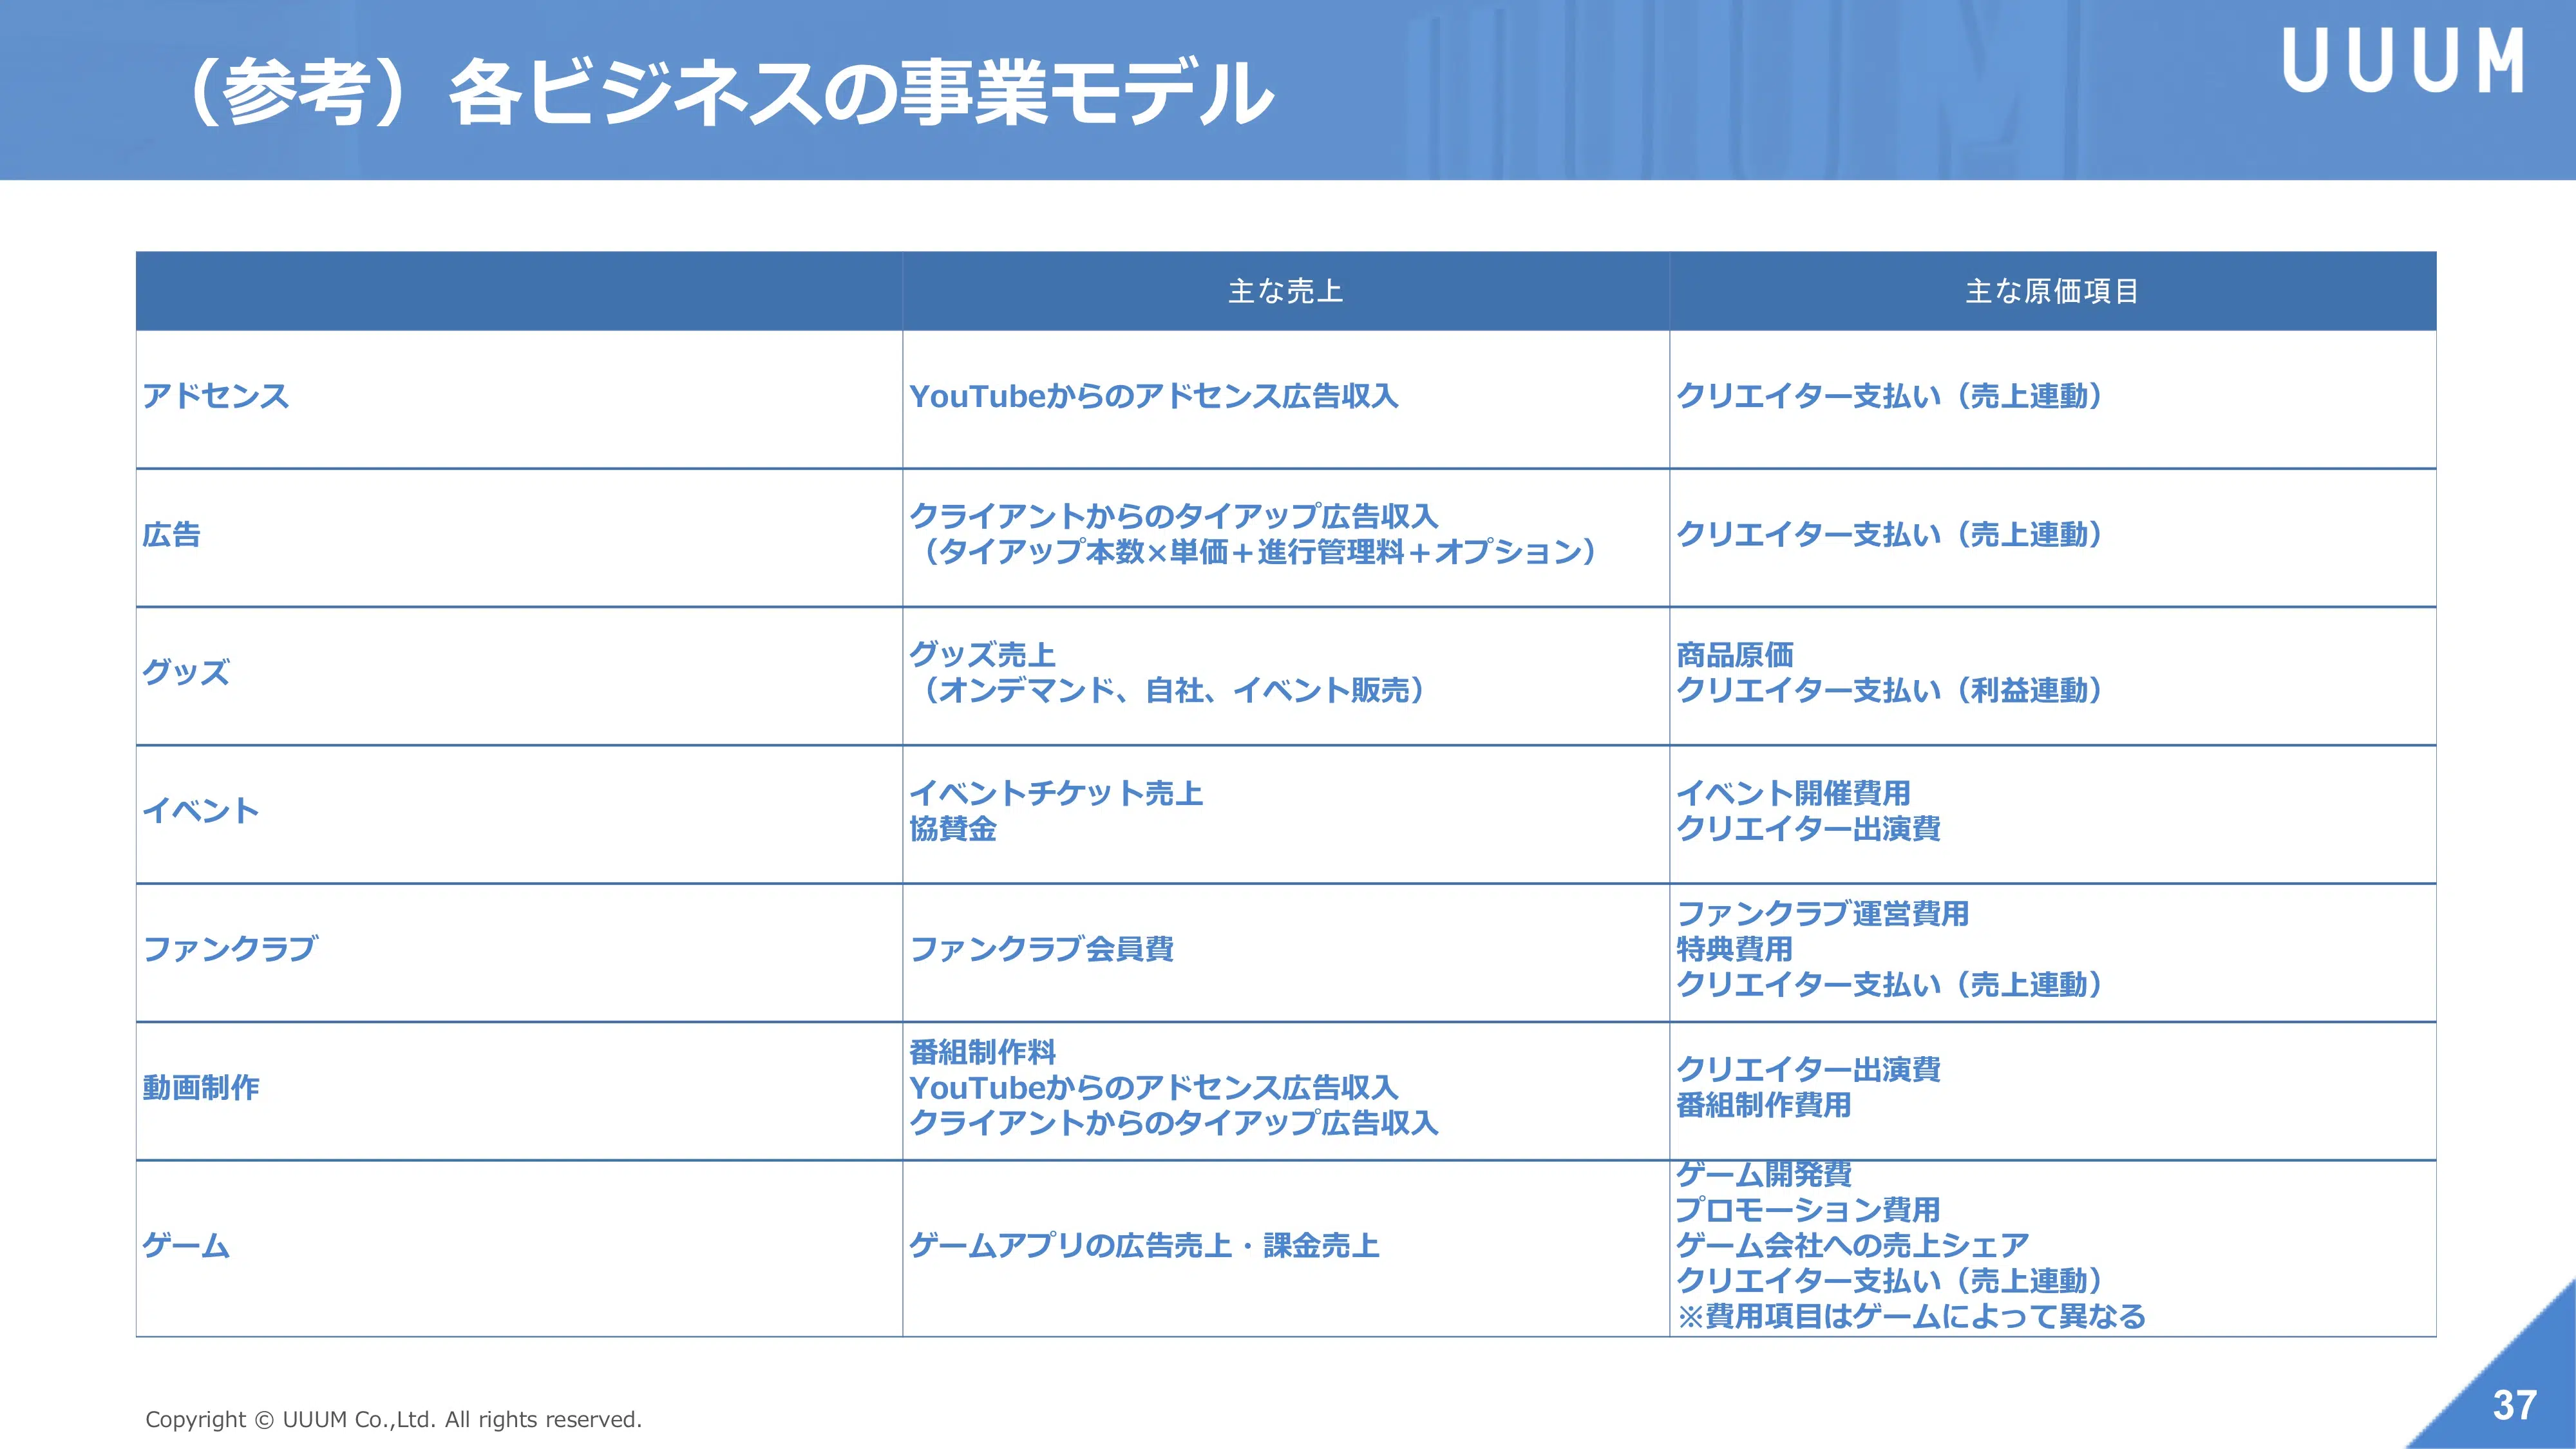 （参考）各ビジネスの事業モデル
UUUM
主な売上
主な原価項目
アドセンス
YouTubeからのアドセンス広告収入
クリエイター支払い（売上連動）
広告
クライアントからのタイアップ広告収入
（タイアップ本数×単価＋進行管理料＋オプション）
クリエイター支払い（売上連動）
グッズ
グッズ売上
（オンデマンド、自社、イベント販売）
商品原価
クリエイター支払い（利益連動）
イベント
イベントチケット売上
協賛金
イベント開催費用
クリエイター出演費
ファンクラブ
ファンクラブ会員費
ファンクラブ運営費用
特典費用
クリエイター支払い（売上連動）
動画制作
番組制作料
YouTubeからのアドセンス広告収入
クライアントからのタイアップ広告収入
クリエイター出演費
番組制作費用
ゲーム
ゲームアプリの広告売上・課金売上
ゲーム開発費
プロモーション費用
ゲーム会社への売上シェア
クリエイター支払い（売上連動）
※費用項目はゲームによって異なる
Copyright © UUUM Co.,Ltd. All rights reserved.
37